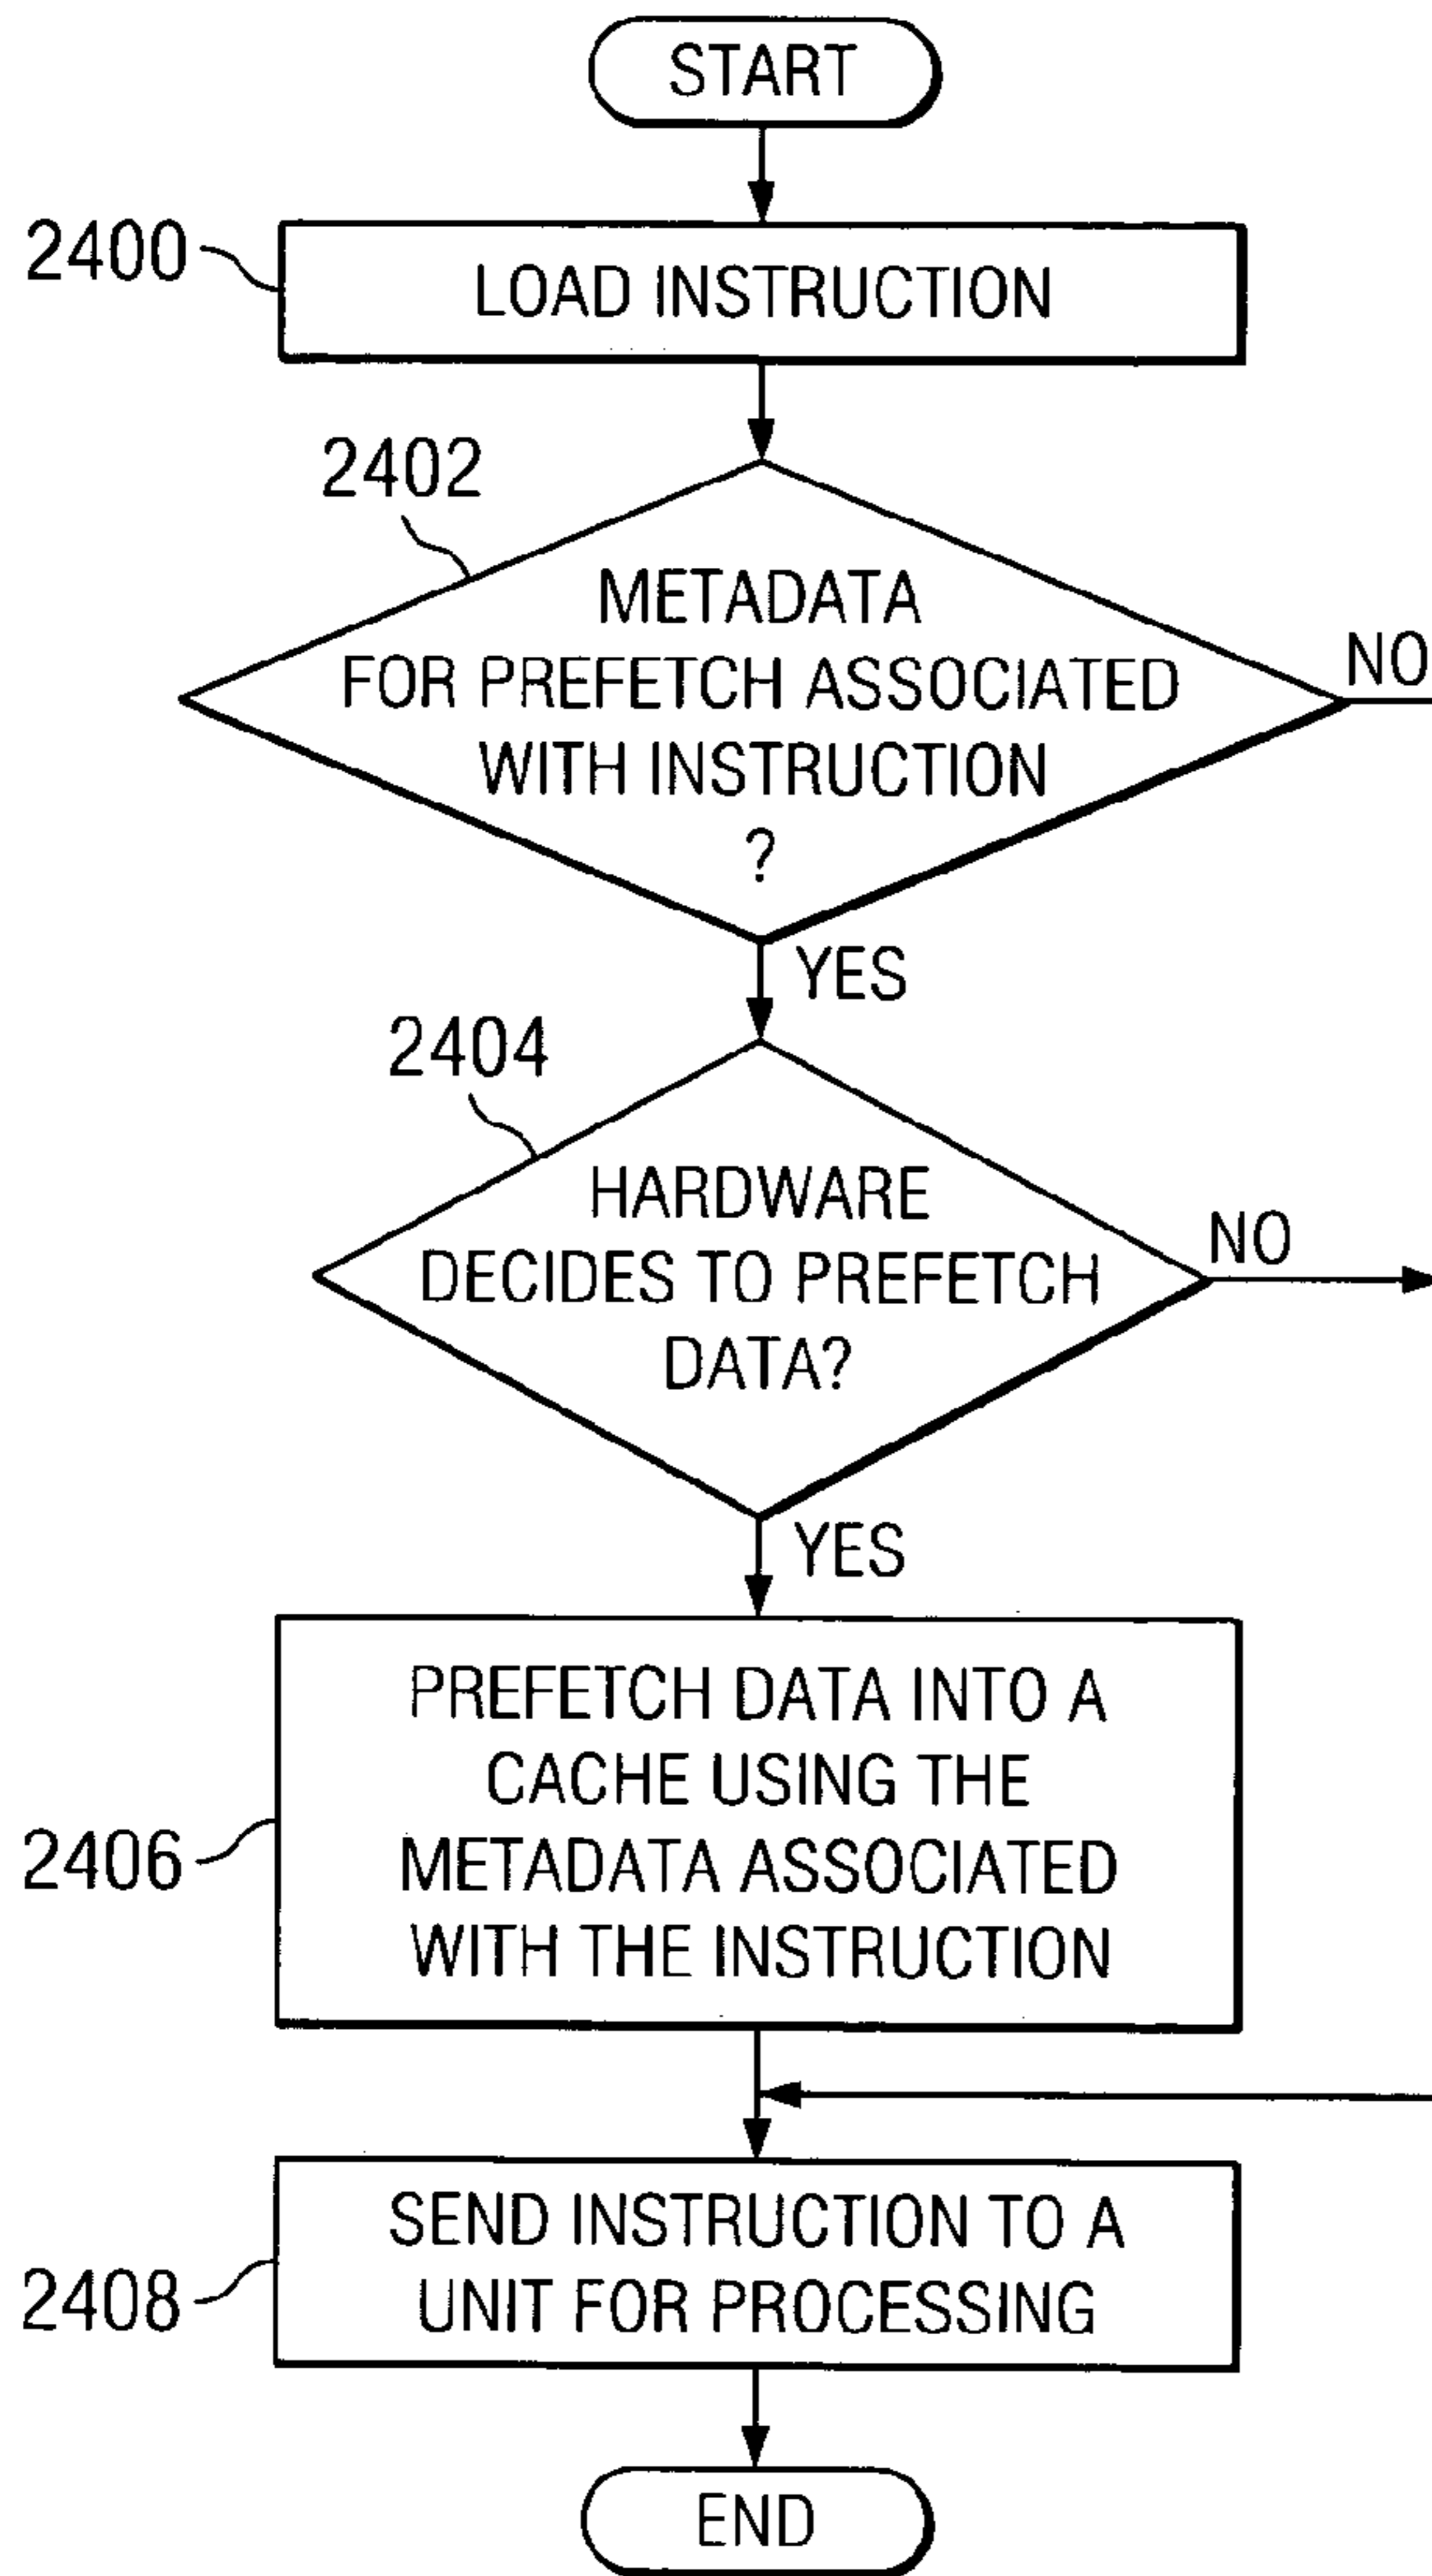 START
2400
LOAD INSTRUCTION
2402
METADATA
FOR PREFETCH ASSOCIATED
WITH INSTRUCTION
?
NO
YES
2404
HARDWARE
DECIDES TO PREFETCH
DATA?
NO
YES
PREFETCH DATA INTO A
CACHE USING THE
METADATA ASSOCIATED
WITH THE INSTRUCTION
2406
SEND INSTRUCTION TO A
UNIT FOR PROCESSING
2408
END